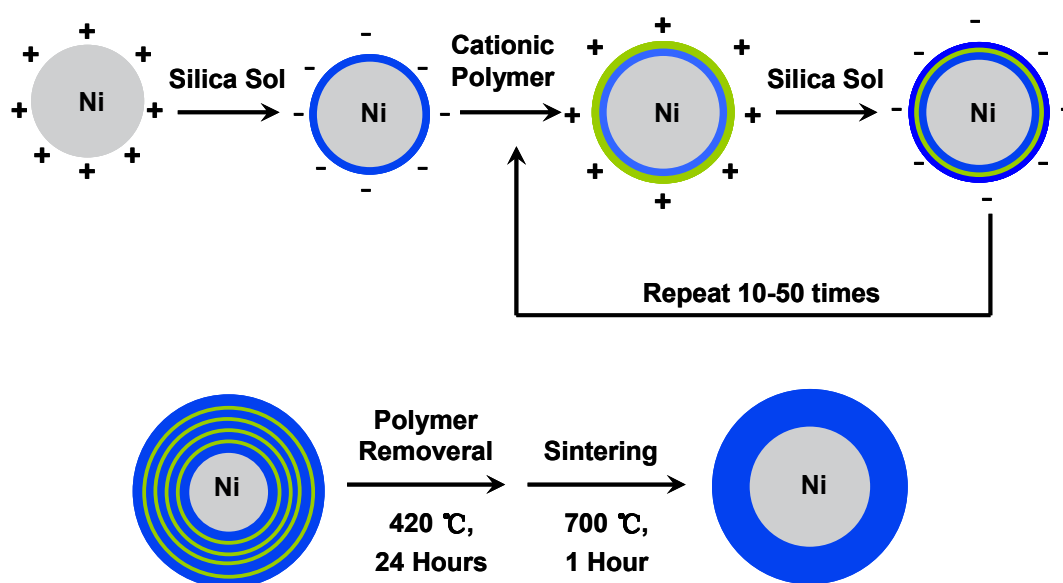 + + + + + + + +
Ni
Silica Sol
- - - - - - - -
Ni
Cationic
Polymer
+ + + + + + + +
Ni
Silica Sol
- - - - - - - -
Ni
Repeat 10-50 times
Ni
Polymer
Removeral
420 ℃,
24 Hours
Sintering
700 ℃,
1 Hour
Ni